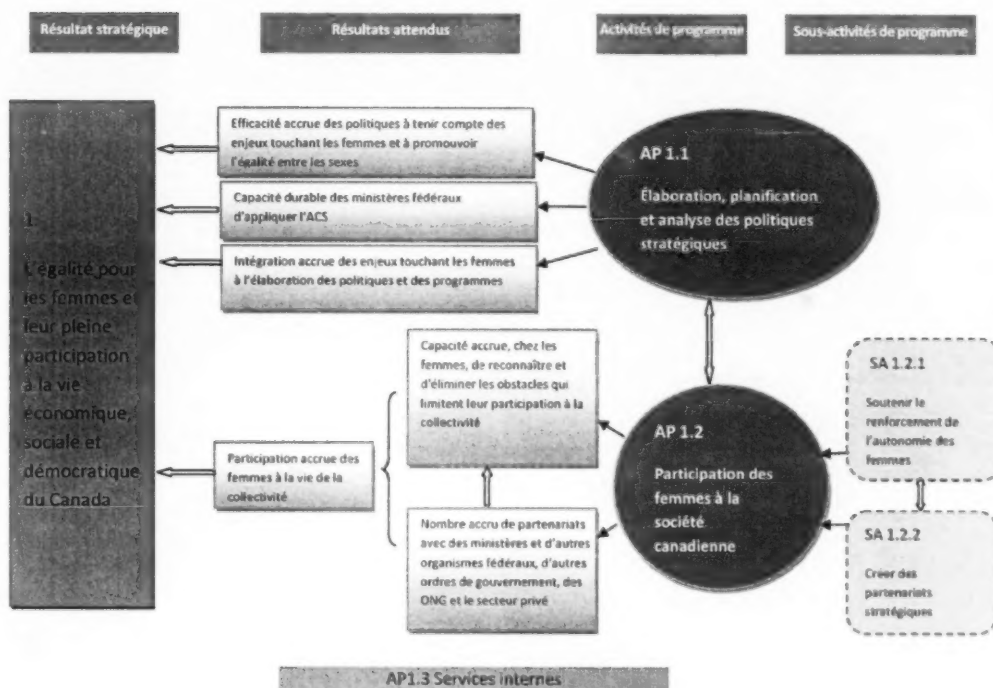 Résultat stratégique
Résultats attendus
Activités de programme
Sous-activités de programme
1.
L'égalité pour
les femmes et
leur pleine
participation
à la vie
économique,
sociale et
démocratique
du Canada
Efficacité accrue des politiques à tenir compte des
enjeux touchant les femmes et à promouvoir
l'égalité entre les sexes
Capacité durable des ministères fédéraux
d'appliquer l'ACS
Intégration accrue des enjeux touchant les femmes
à l'élaboration des politiques et des programmes
AP 1.1
Élaboration, planification
et analyse des politiques
stratégiques
Participation accrue des
femmes à la vie de la
collectivité
Capacité accrue, chez les
femmes, de reconnaître et
d'éliminer les obstacles qui
limitent leur participation à la
collectivité
Nombre accru de partenariats
avec des ministères et d'autres
organismes fédéraux, d'autres
ordres de gouvernement, des
ONG et le secteur privé
AP 1.2
Participation des
femmes à la
société
canadienne
SA 1.2.1
Soutenir le
renforcement de
l'autonomie des
femmes
SA 1.2.2
Créer des
partenariats
stratégiques
AP1.3 Services internes